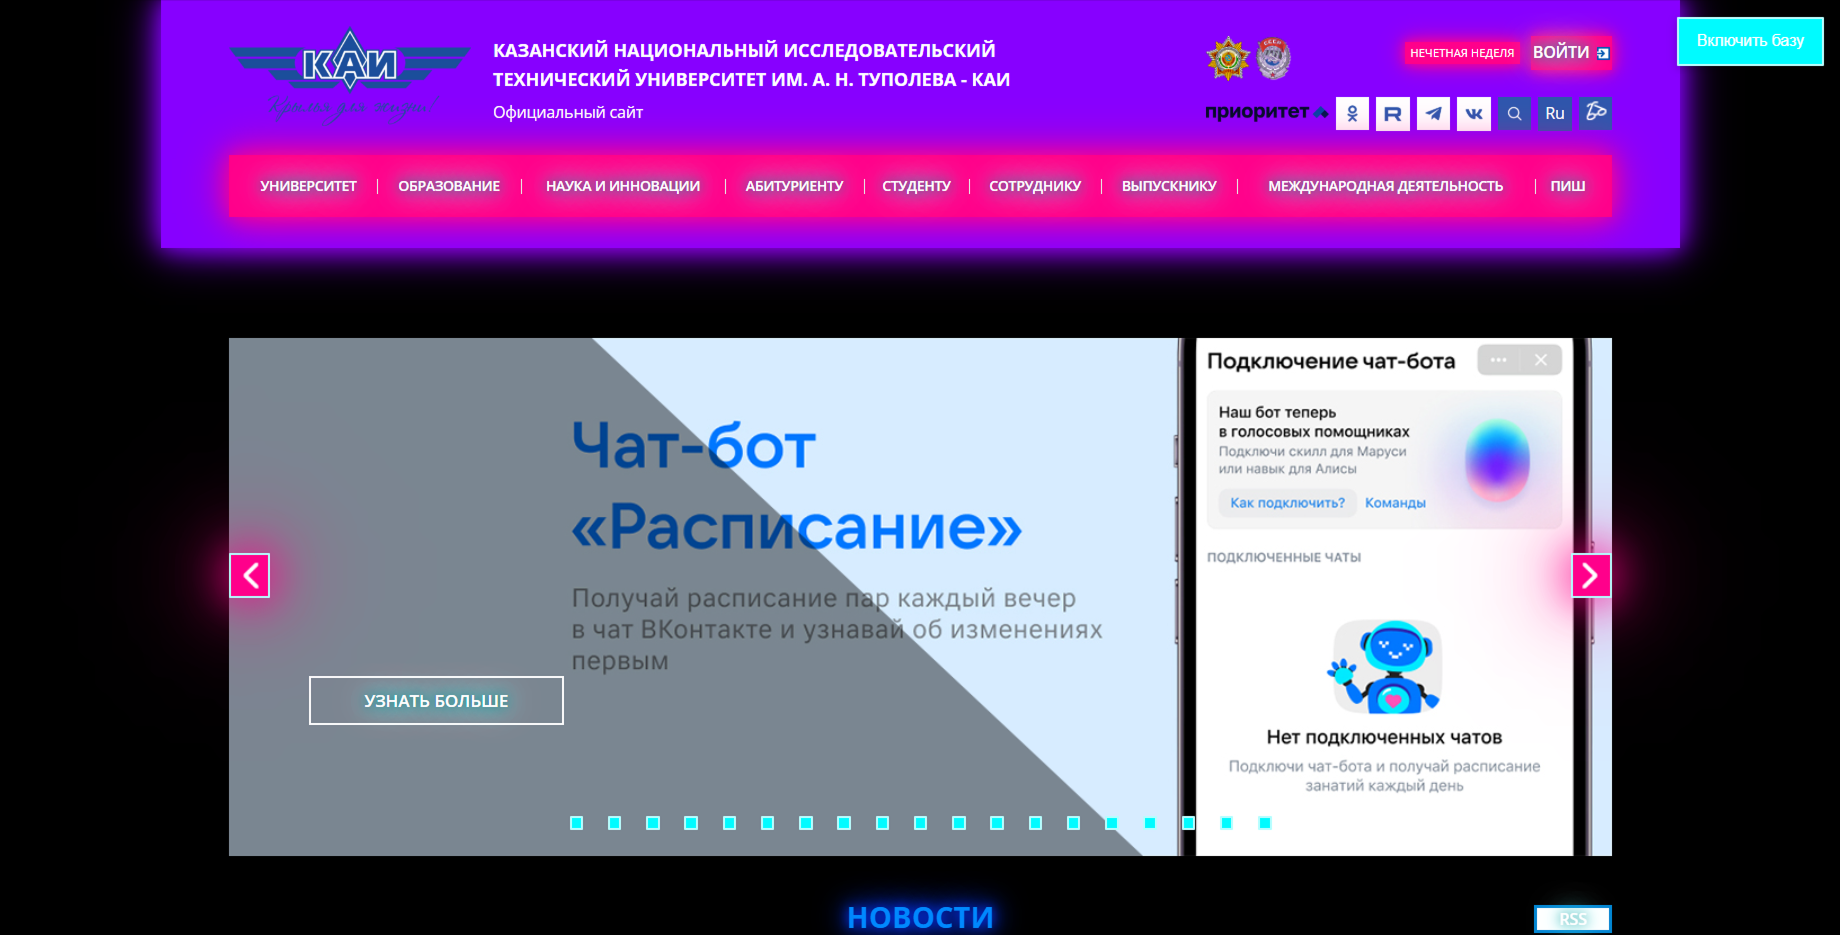 КАИ
КАЗАНСКИЙ НАЦИОНАЛЬНЫЙ ИССЛЕДОВАТЕЛЬСКИЙ
ТЕХНИЧЕСКИЙ УНИВЕРСИТЕТ ИМ. А. Н. ТУПОЛЕВА - КАИ
Официальный сайт
НЕЧЕТНАЯ НЕДЕЛЯ
ВОЙТИ
Включить базу
приоритет
Ru
УНИВЕРСИТЕТ
ОБРАЗОВАНИЕ
НАУКА И ИННОВАЦИИ
АБИТУРИЕНТУ
СТУДЕНТУ
СОТРУДНИКУ
ВЫПУСКНИКУ
МЕЖДУНАРОДНАЯ ДЕЯТЕЛЬНОСТЬ
ПИШ
Чат-бот
«Расписание»
Получай расписание пар каждый вечер
в чат ВКонтакте и узнавай об изменениях
первым
УЗНАТЬ БОЛЬШЕ
Подключение чат-бота
Наш бот теперь
в голосовых помощниках
Подключи скилл для Маруси
или навык для Алисы
Как подключить?
Команды
ПОДКЛЮЧЕННЫЕ ЧАТЫ
Нет подключенных чатов
Подключи чат-бота и получай расписание
занатий каждый день
НОВОСТИ
RSS